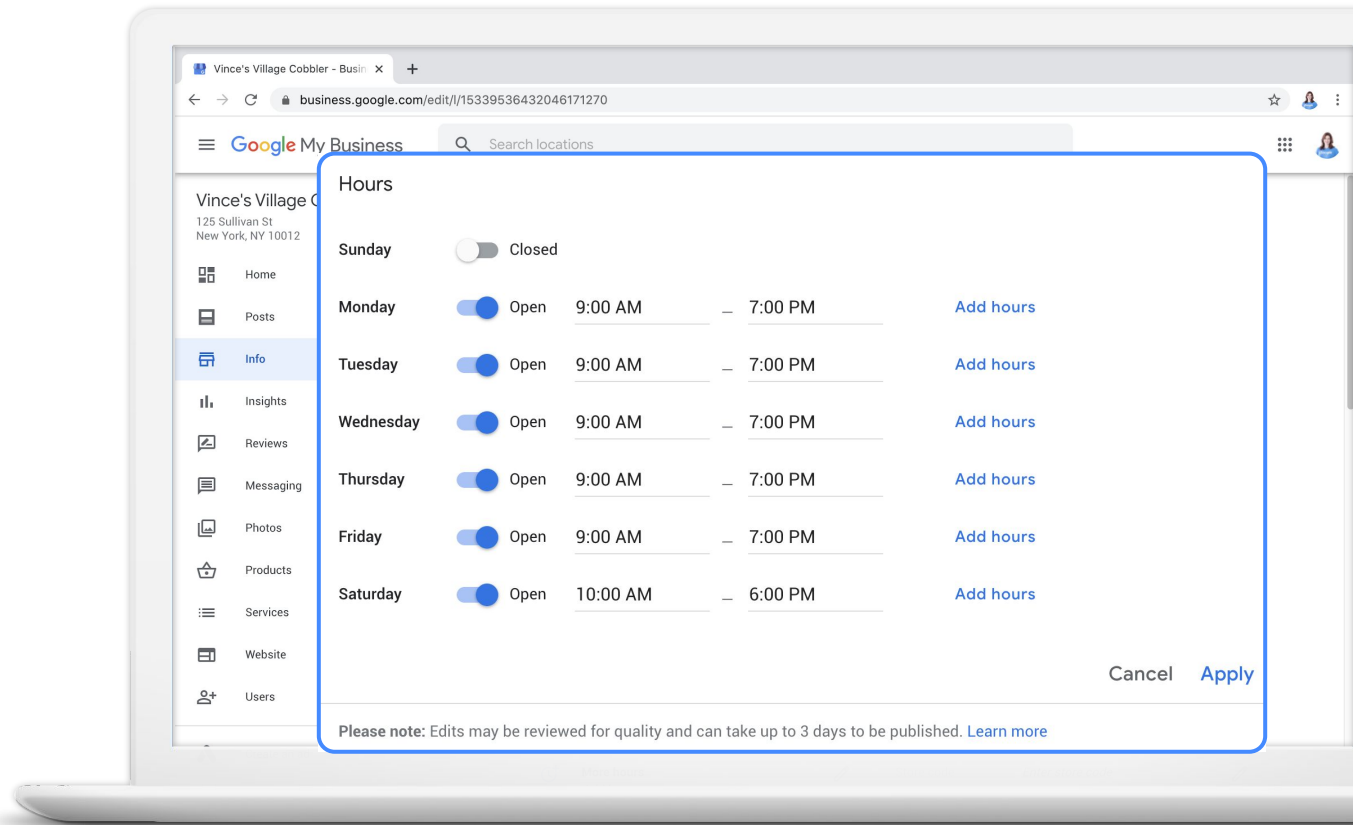 Vince's Village Cobbler - Busin
business.google.com/edit/l/15339536432046171270
Google My Business
Search locations
Vince's Village
125 Sullivan St
New York, NY 10012
Home
Posts
Info
Insights
Reviews
Messaging
Photos
Products
Services
Website
Users
Hours
Sunday Closed
Monday Open 9:00 AM – 7:00 PM Add hours
Tuesday Open 9:00 AM – 7:00 PM Add hours
Wednesday Open 9:00 AM – 7:00 PM Add hours
Thursday Open 9:00 AM – 7:00 PM Add hours
Friday Open 9:00 AM – 7:00 PM Add hours
Saturday Open 10:00 AM – 6:00 PM Add hours
Cancel Apply
Please note: Edits may be reviewed for quality and can take up to 3 days to be published. Learn more